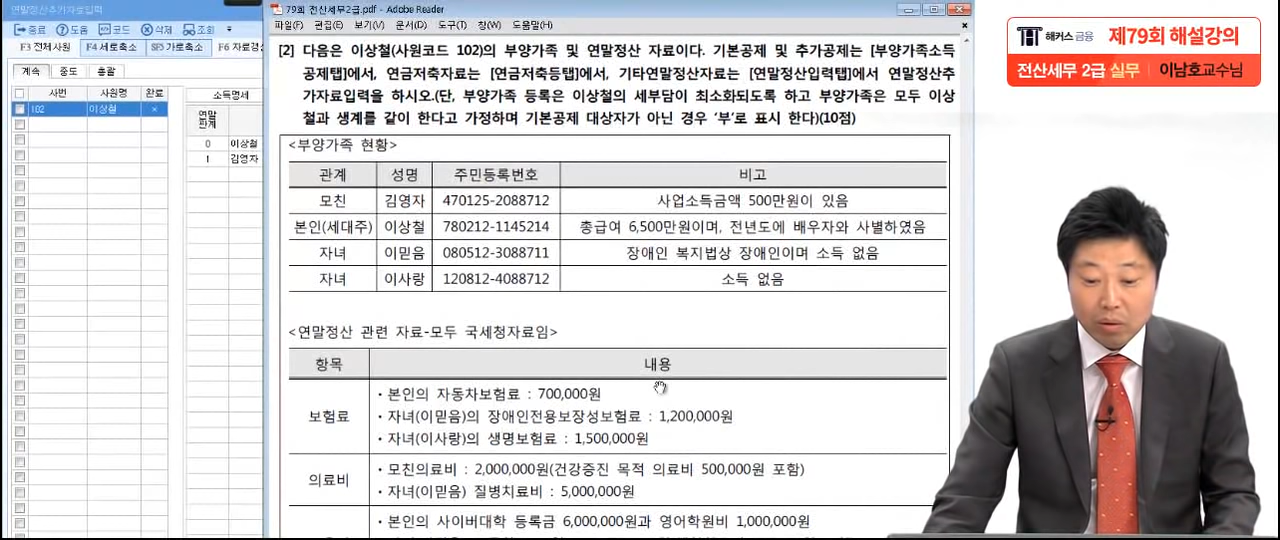 연말정산추가자료입력
종료 도움 코드 삭제 조회
F3 전체사원 F4 세로축소 SF5 가로축소 F6 자료갱신
계속 중도 총괄
사번 사원명 완료
102 이상철 ×
소득명세
연말
관계
0 이상철
1 김영자
79회 전산세무2급.pdf - Adobe Reader
파일(F) 편집(E) 보기(V) 문서(D) 도구(T) 창(W) 도움말(H)
[2] 다음은 이상철(사원코드 102)의 부양가족 및 연말정산 자료이다. 기본공제 및 추가공제는 [부양가족소득
공제탭]에서, 연금저축자료는 [연금저축등탭]에서, 기타연말정산자료는 [연말정산입력탭]에서 연말정산추
가자료입력을 하시오.(단, 부양가족 등록은 이상철의 세부담이 최소화되도록 하고 부양가족은 모두 이상
철과 생계를 같이 한다고 가정하며 기본공제 대상자가 아닌 경우 '부'로 표시 한다)(10점)
<부양가족 현황>
관계 성명 주민등록번호 비고
모친 김영자 470125-2088712 사업소득금액 500만원이 있음
본인(세대주) 이상철 780212-1145214 총급여 6,500만원이며, 전년도에 배우자와 사별하였음
자녀 이믿음 080512-3088711 장애인 복지법상 장애인이며 소득 없음
자녀 이사랑 120812-4088712 소득 없음
<연말정산 관련 자료-모두 국세청자료임>
항목 내용
보험료
・본인의 자동차보험료 : 700,000원
・자녀(이믿음)의 장애인전용보장성보험료 : 1,200,000원
・자녀(이사랑)의 생명보험료 : 1,500,000원
의료비
・모친의료비 : 2,000,000원(건강증진 목적 의료비 500,000원 포함)
・자녀(이믿음) 질병치료비 : 5,000,000원
・본인의 사이버대학 등록금 6,000,000원과 영어학원비 1,000,000원
해커스 금융 제79회 해설강의
전산세무 2급 실무 이남호교수님